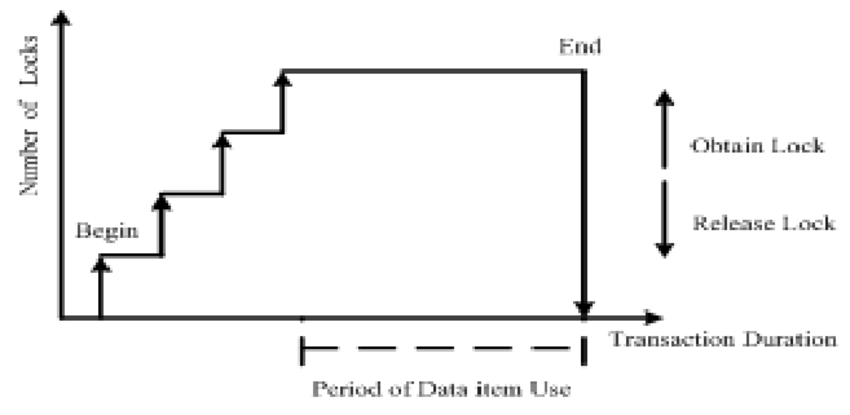 Number of Locks
End
Begin
Obtain Lock
Release Lock
Transaction Duration
Period of Data item Use